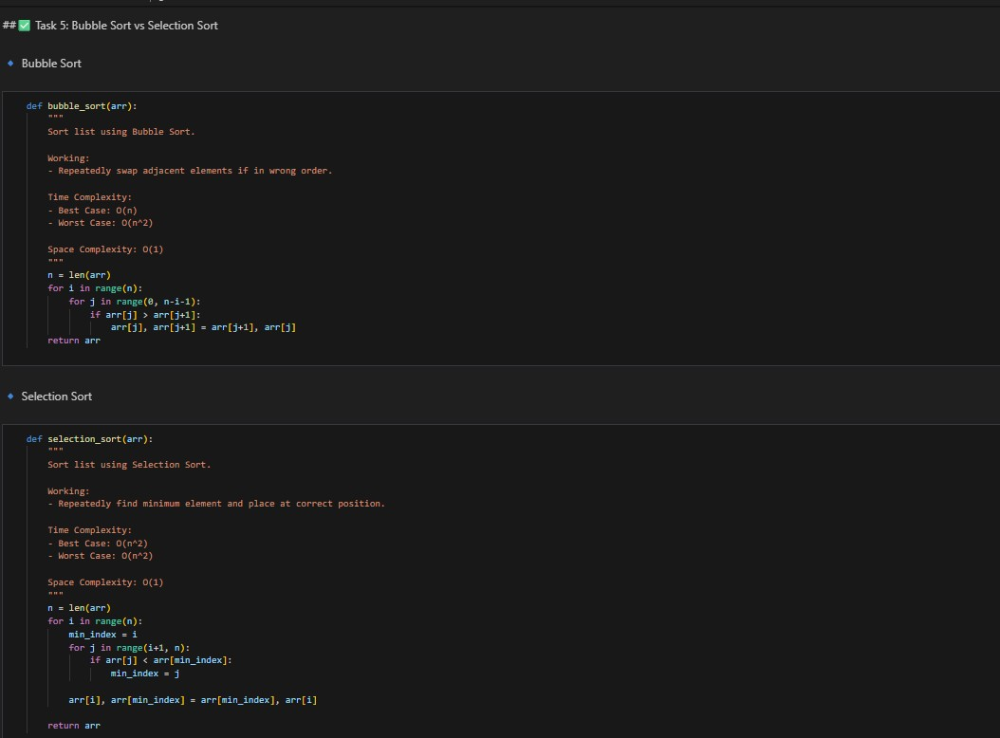 ## ✅ Task 5: Bubble Sort vs Selection Sort
🔹 Bubble Sort
def bubble_sort(arr):
    """
    Sort list using Bubble Sort.

    Working:
    - Repeatedly swap adjacent elements if in wrong order.

    Time Complexity:
    - Best Case: O(n)
    - Worst Case: O(n^2)

    Space Complexity: O(1)
    """
    n = len(arr)
    for i in range(n):
        for j in range(0, n-i-1):
            if arr[j] > arr[j+1]:
                arr[j], arr[j+1] = arr[j+1], arr[j]
    return arr
🔹 Selection Sort
def selection_sort(arr):
    """
    Sort list using Selection Sort.

    Working:
    - Repeatedly find minimum element and place at correct position.

    Time Complexity:
    - Best Case: O(n^2)
    - Worst Case: O(n^2)

    Space Complexity: O(1)
    """
    n = len(arr)
    for i in range(n):
        min_index = i
        for j in range(i+1, n):
            if arr[j] < arr[min_index]:
                min_index = j

        arr[i], arr[min_index] = arr[min_index], arr[i]

    return arr